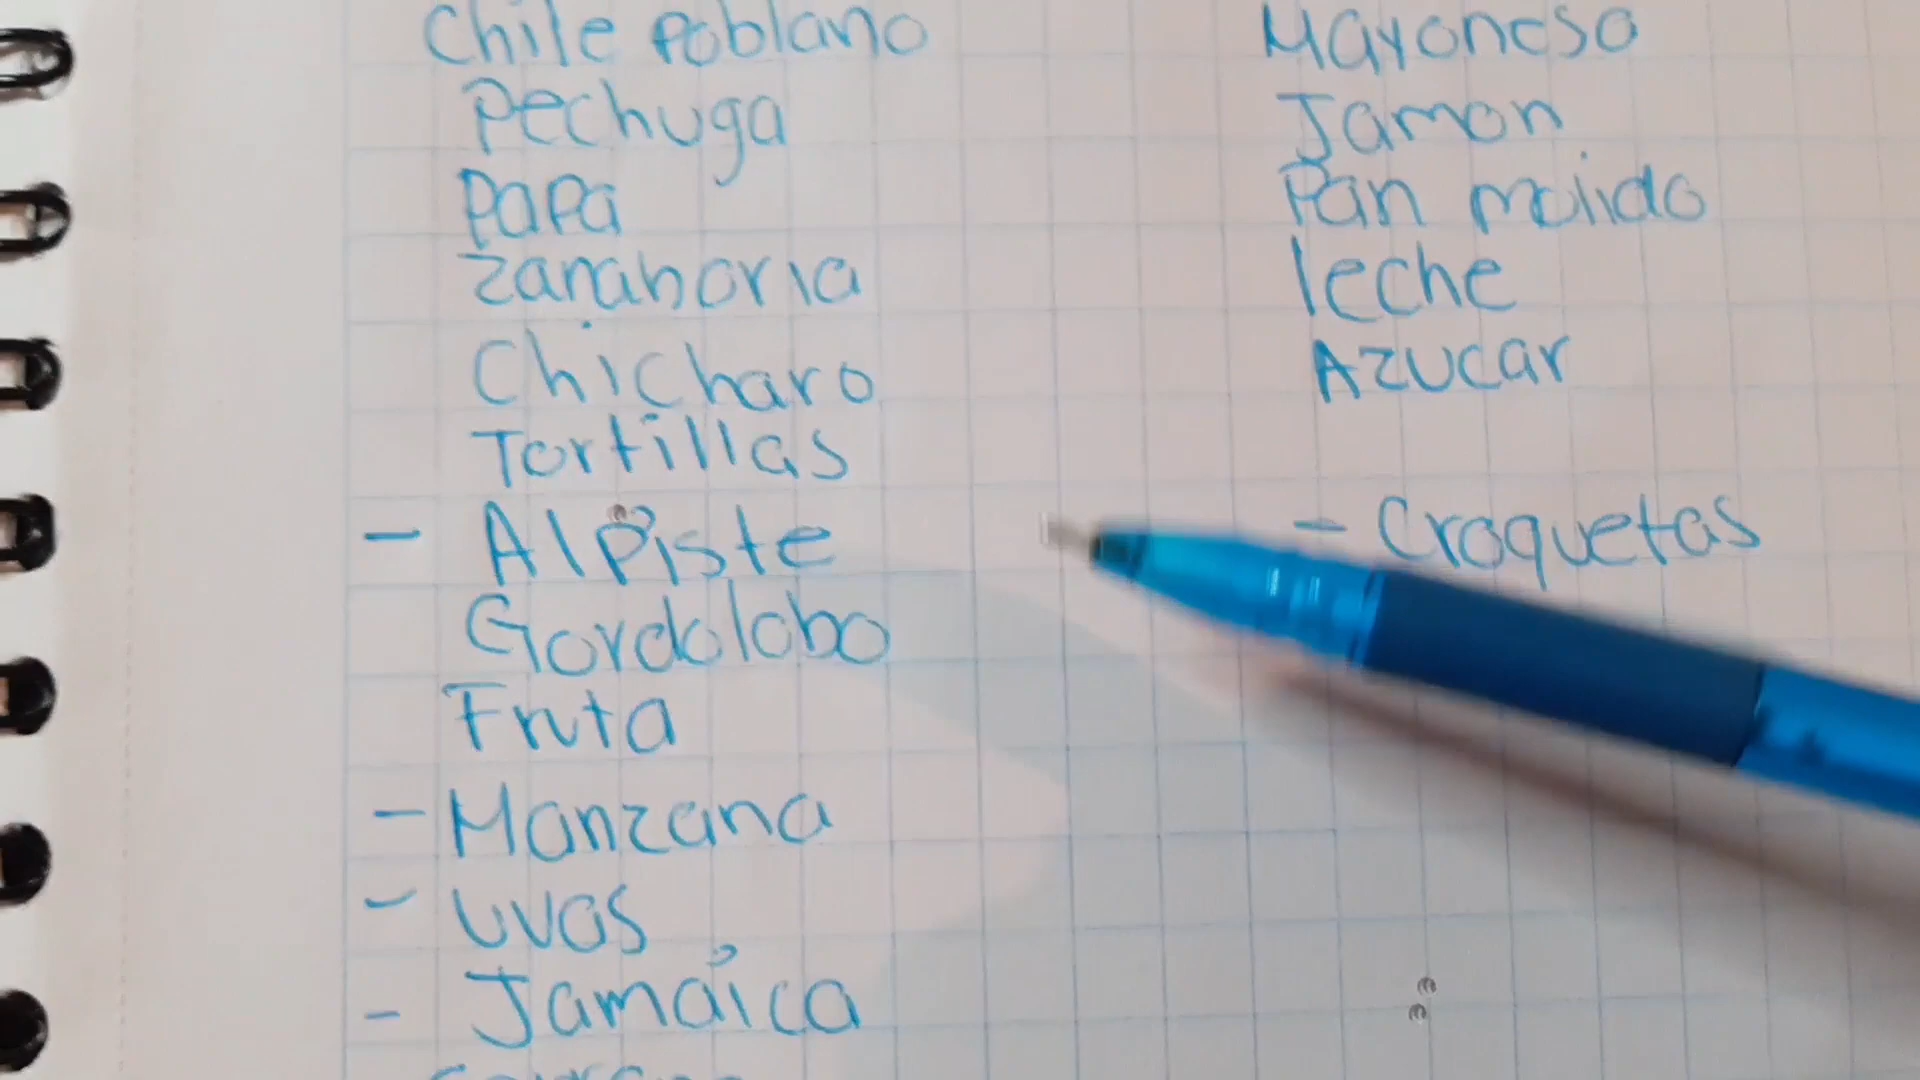 Chile poblano
Pechuga
Papa
Zanahoria
Chicharo
Tortillas
- Alpiste
Gordolobo
Fruta
- Manzana
- Uvas
- Jamaica
Mayonesa
Jamon
Pan molido
leche
Azucar
- Croquetas